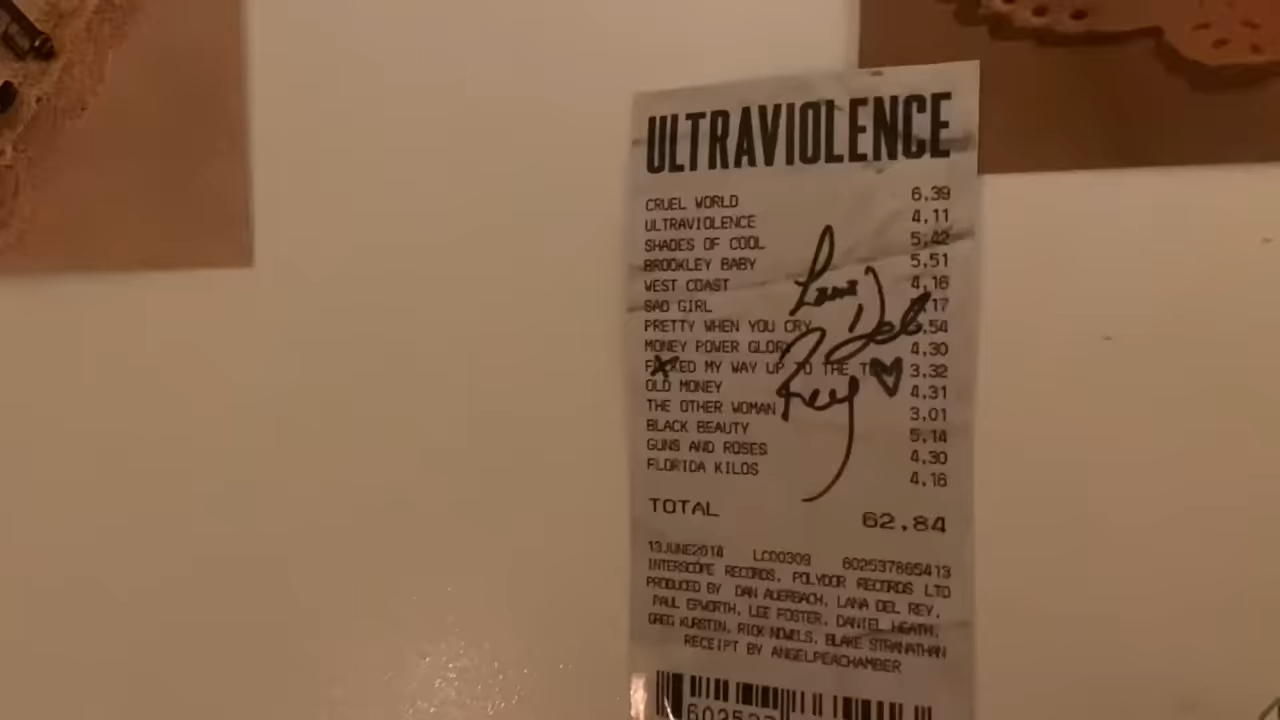 ULTRAVIOLENCE
CRUEL WORLD 6.39
ULTRAVIOLENCE 4.11
SHADES OF COOL 5.42
BROOKLEY BABY 5.51
WEST COAST 4.16
SAD GIRL 17
PRETTY WHEN YOU CRY .54
MONEY POWER GLORY 4.30
FXCKED MY WAY UP TO THE T 3.32
OLD MONEY 4.31
THE OTHER WOMAN 3.01
BLACK BEAUTY 5.14
GUNS AND ROSES 4.30
FLORIDA KILOS 4.16
Lana Del Rey
TOTAL 62.84
13JUNE2014 LC00309 602537865413
INTERSCOPE RECORDS, POLYDOR RECORDS LTD
PRODUCED BY DAN AUERBACH, LANA DEL REY,
PAUL EPWORTH, LEE FOSTER, DANIEL HEATH,
GREG KURSTIN, RICK NOWELS, BLAKE STRANATHAN
RECEIPT BY ANGELPEACHAMBER
602537